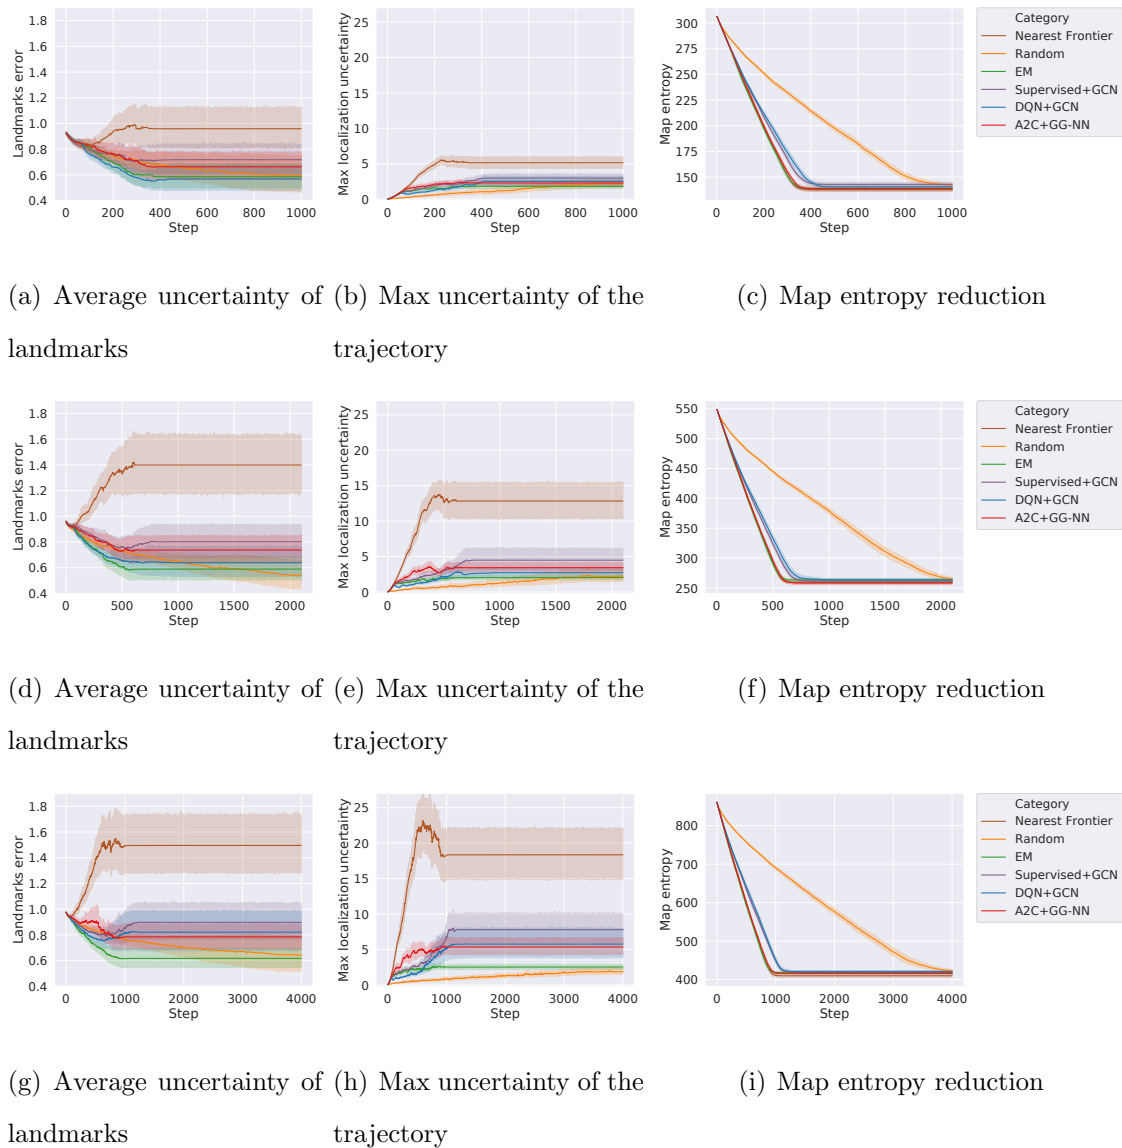 1.8
1.6
1.4
1.2
1.0
0.8
0.6
0.4
Landmarks error
0 200 400 600 800 1000
Step
25
20
15
10
5
0
Max localization uncertainty
0 200 400 600 800 1000
Step
300
275
250
225
200
175
150
Map entropy
0 200 400 600 800 1000
Step
Category
Nearest Frontier
Random
EM
Supervised+GCN
DQN+GCN
A2C+GG-NN
(a) Average uncertainty of
landmarks
(b) Max uncertainty of the
trajectory
(c) Map entropy reduction
1.8
1.6
1.4
1.2
1.0
0.8
0.6
0.4
Landmarks error
0 500 1000 1500 2000
Step
25
20
15
10
5
0
Max localization uncertainty
0 500 1000 1500 2000
Step
550
500
450
400
350
300
250
Map entropy
0 500 1000 1500 2000
Step
Category
Nearest Frontier
Random
EM
Supervised+GCN
DQN+GCN
A2C+GG-NN
(d) Average uncertainty of
landmarks
(e) Max uncertainty of the
trajectory
(f) Map entropy reduction
1.8
1.6
1.4
1.2
1.0
0.8
0.6
0.4
Landmarks error
0 1000 2000 3000 4000
Step
25
20
15
10
5
0
Max localization uncertainty
0 1000 2000 3000 4000
Step
800
700
600
500
400
Map entropy
0 1000 2000 3000 4000
Step
Category
Nearest Frontier
Random
EM
Supervised+GCN
DQN+GCN
A2C+GG-NN
(g) Average uncertainty of
landmarks
(h) Max uncertainty of the
trajectory
(i) Map entropy reduction